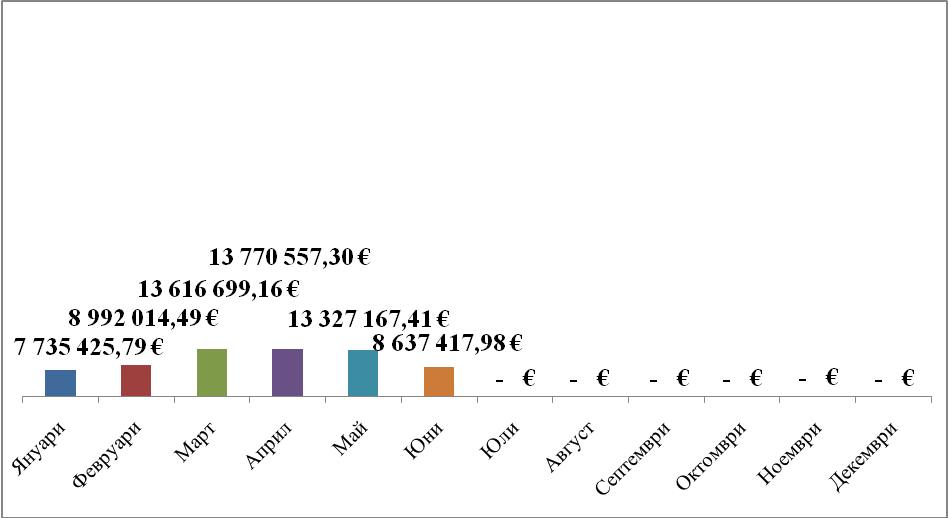 13 770 557,30 €
13 616 699,16 €
8 992 014,49 €
13 327 167,41 €
7 735 425,79 €
8 637 417,98 €
- €
- €
- €
- €
- €
- €
Януари
Февруари
Март
Април
Май
Юни
Юли
Август
Септември
Октомври
Ноември
Декември